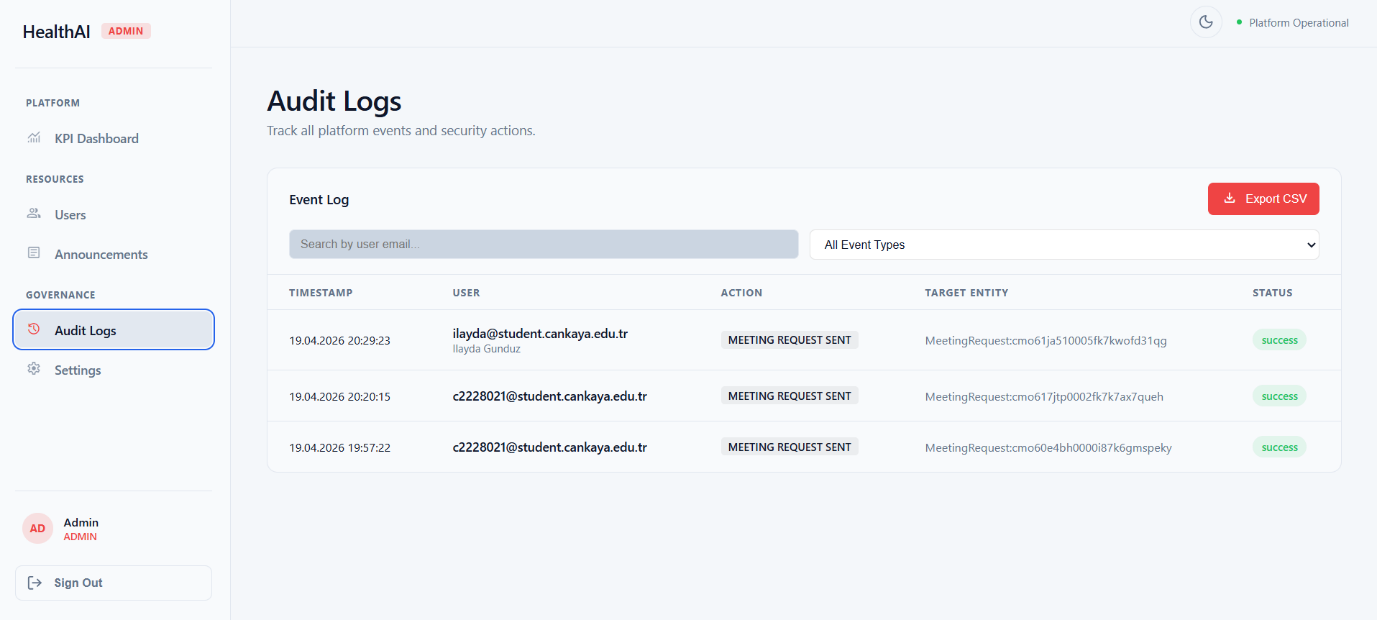 HealthAI ADMIN
Platform Operational
PLATFORM
KPI Dashboard
RESOURCES
Users
Announcements
GOVERNANCE
Audit Logs
Settings
AD
Admin
ADMIN
Sign Out
Audit Logs
Track all platform events and security actions.
Event Log
Export CSV
Search by user email...
All Event Types
TIMESTAMP USER ACTION TARGET ENTITY STATUS
19.04.2026 20:29:23 ilayda@student.cankaya.edu.tr MEETING REQUEST SENT MeetingRequest:cmo61ja510005fk7kwofd31qg success
Ilayda Gunduz
19.04.2026 20:20:15 c2228021@student.cankaya.edu.tr MEETING REQUEST SENT MeetingRequest:cmo617jtp0002fk7k7ax7queh success
19.04.2026 19:57:22 c2228021@student.cankaya.edu.tr MEETING REQUEST SENT MeetingRequest:cmo60e4bh0000i87k6gmspeky success